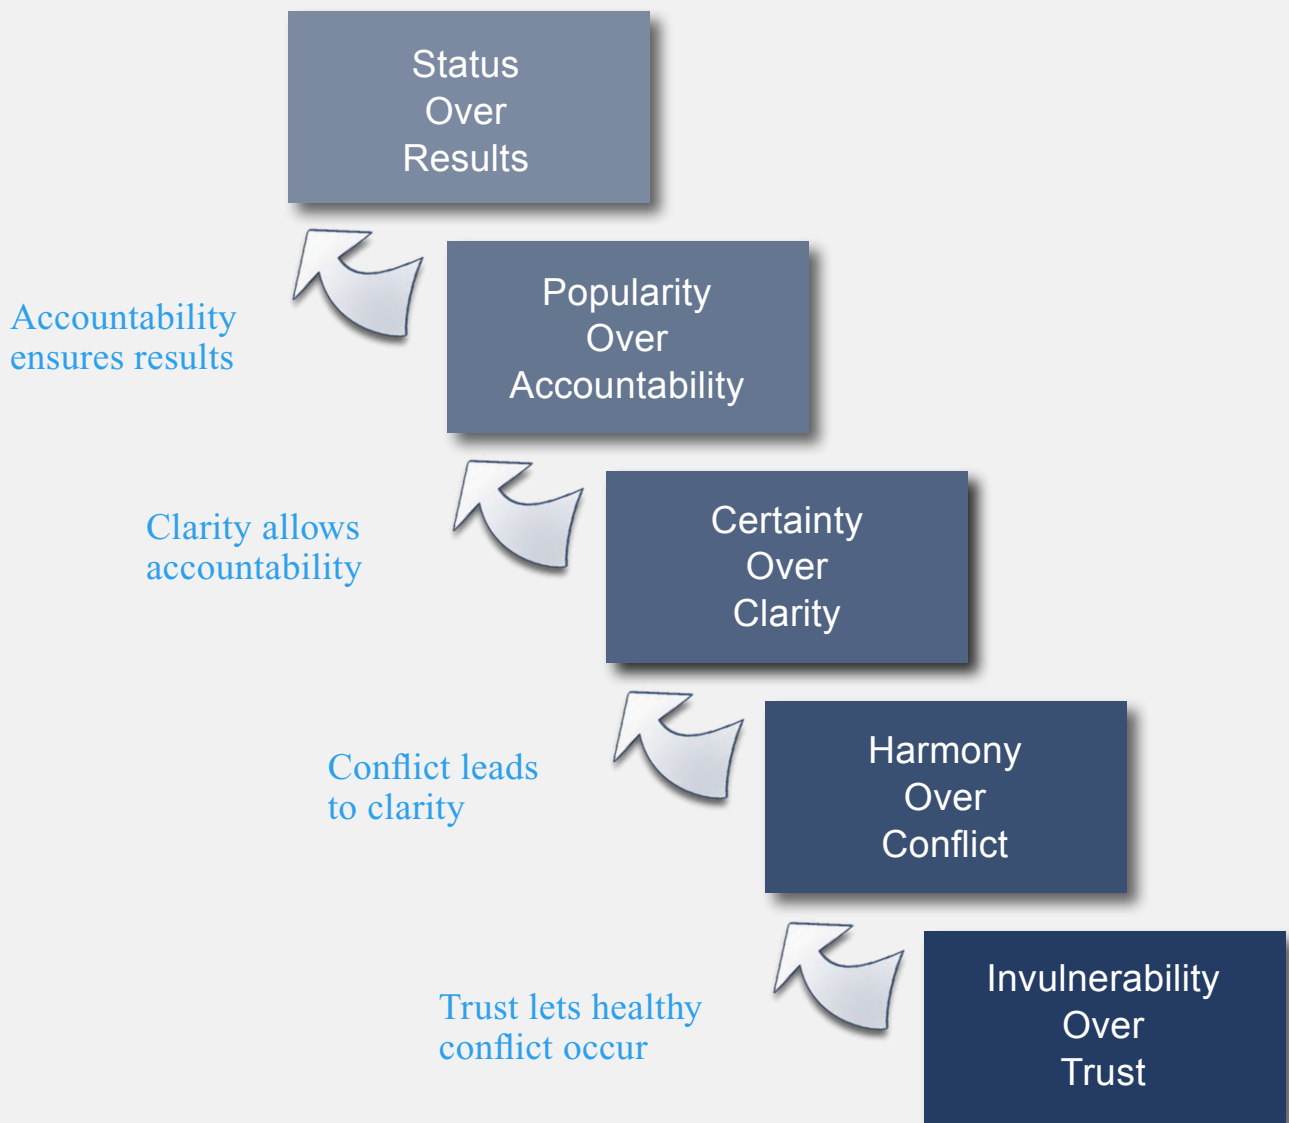 Status
Over
Results
Accountability
ensures results
Popularity
Over
Accountability
Clarity allows
accountability
Certainty
Over
Clarity
Conflict leads
to clarity
Harmony
Over
Conflict
Trust lets healthy
conflict occur
Invulnerability
Over
Trust